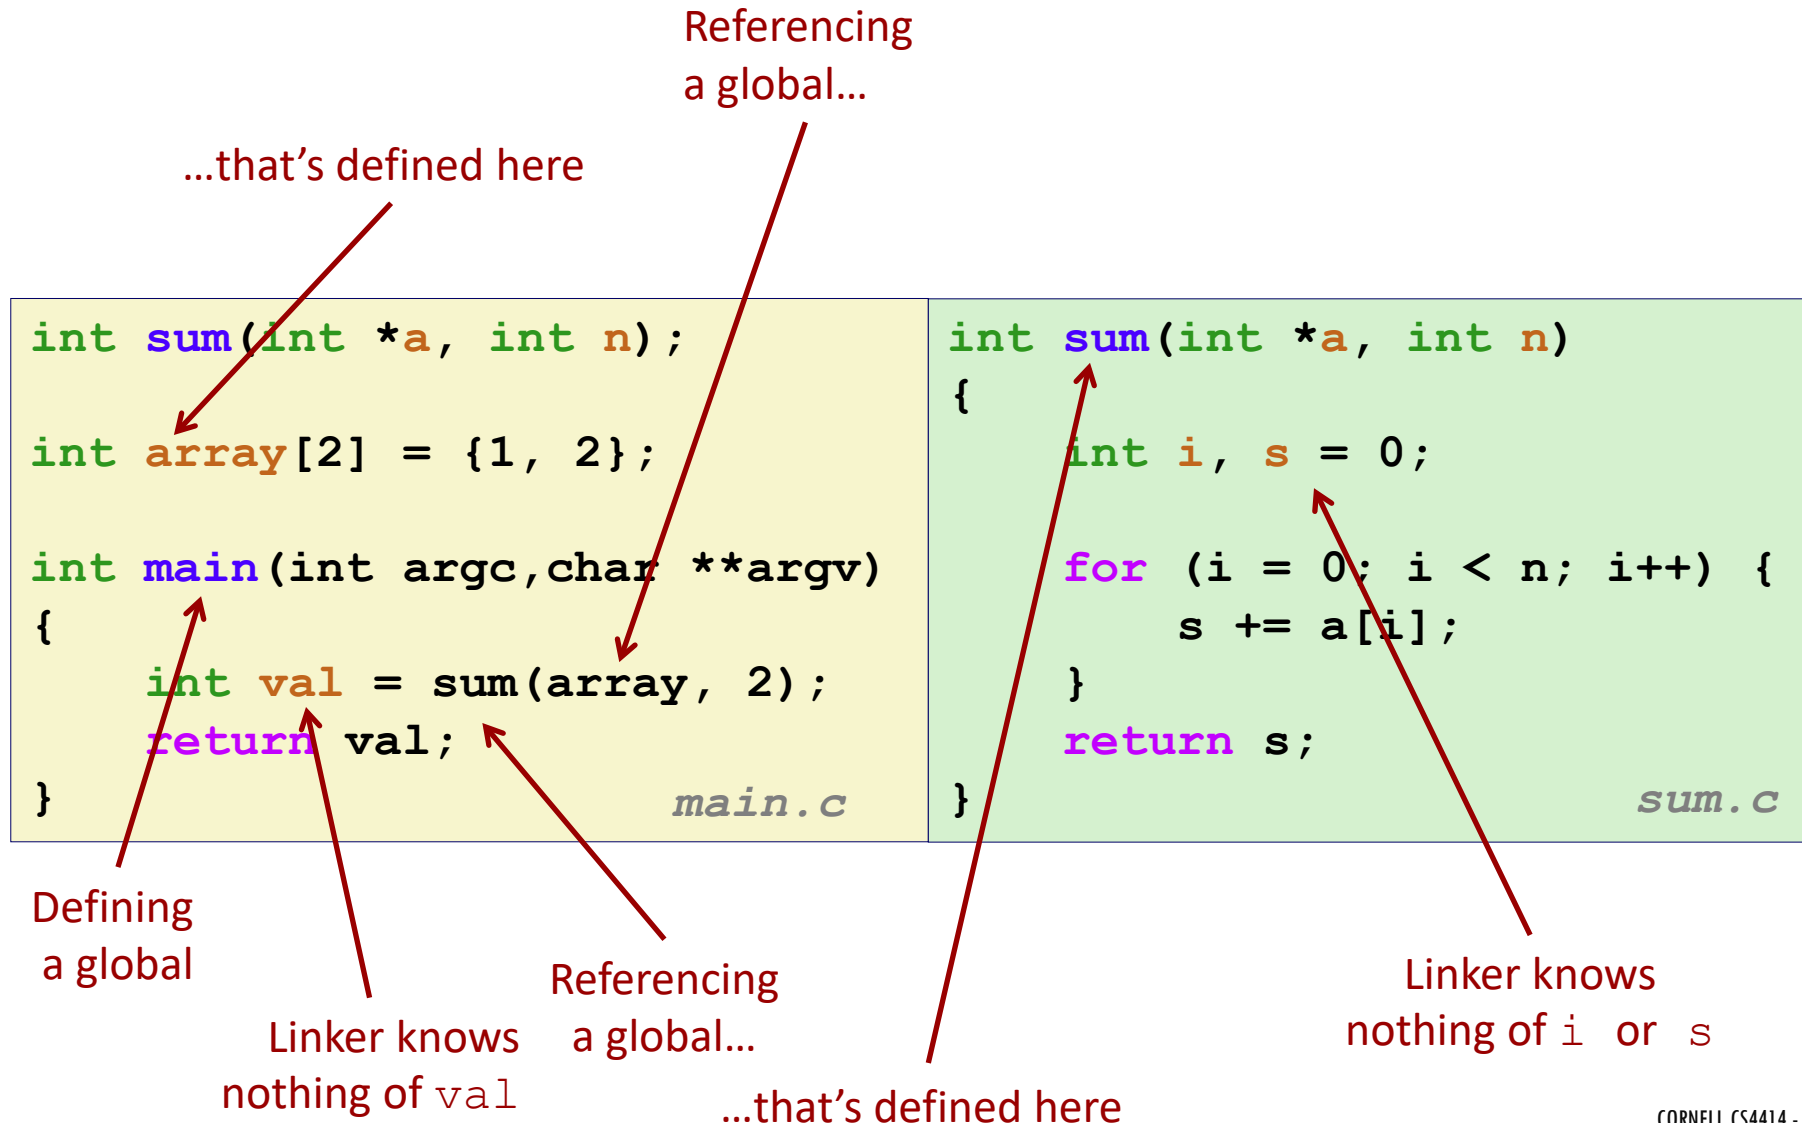 Referencing
a global…
…that’s defined here
int sum(int *a, int n);
int array[2] = {1, 2};
int main(int argc,char **argv)
{
    int val = sum(array, 2);
    return val;
}
main.c
int sum(int *a, int n)
{
    int i, s = 0;
    for (i = 0; i < n; i++) {
        s += a[i];
    }
    return s;
}
sum.c
Defining
a global
Linker knows
nothing of val
Referencing
a global…
…that’s defined here
Linker knows
nothing of i or s
CORNELL CS4414 -